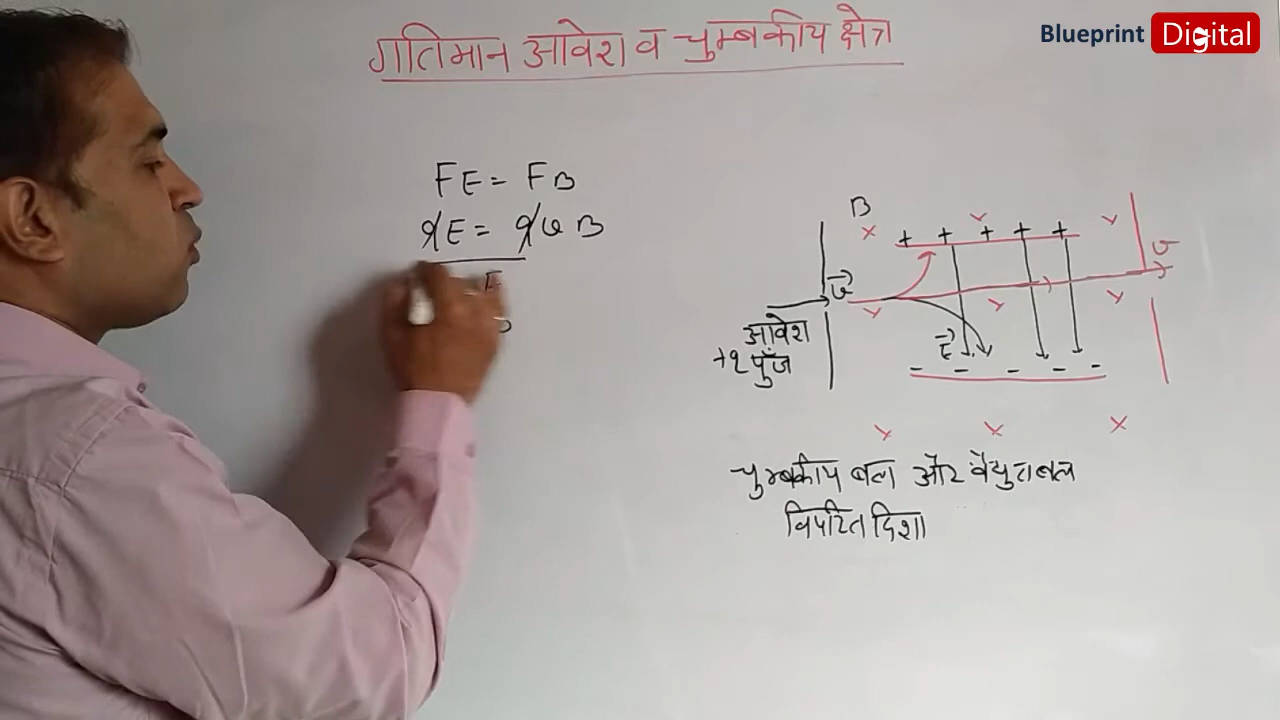 Blueprint Digital
गतिमान आवेश व चुम्बकीय क्षेत्र
FE = FB
qE = qvB
E
B
+ + + + +
v
v
आवेश
+q पुँज
E
- - - - -
चुम्बकीय बल और वैद्युत बल
विपरित दिशा